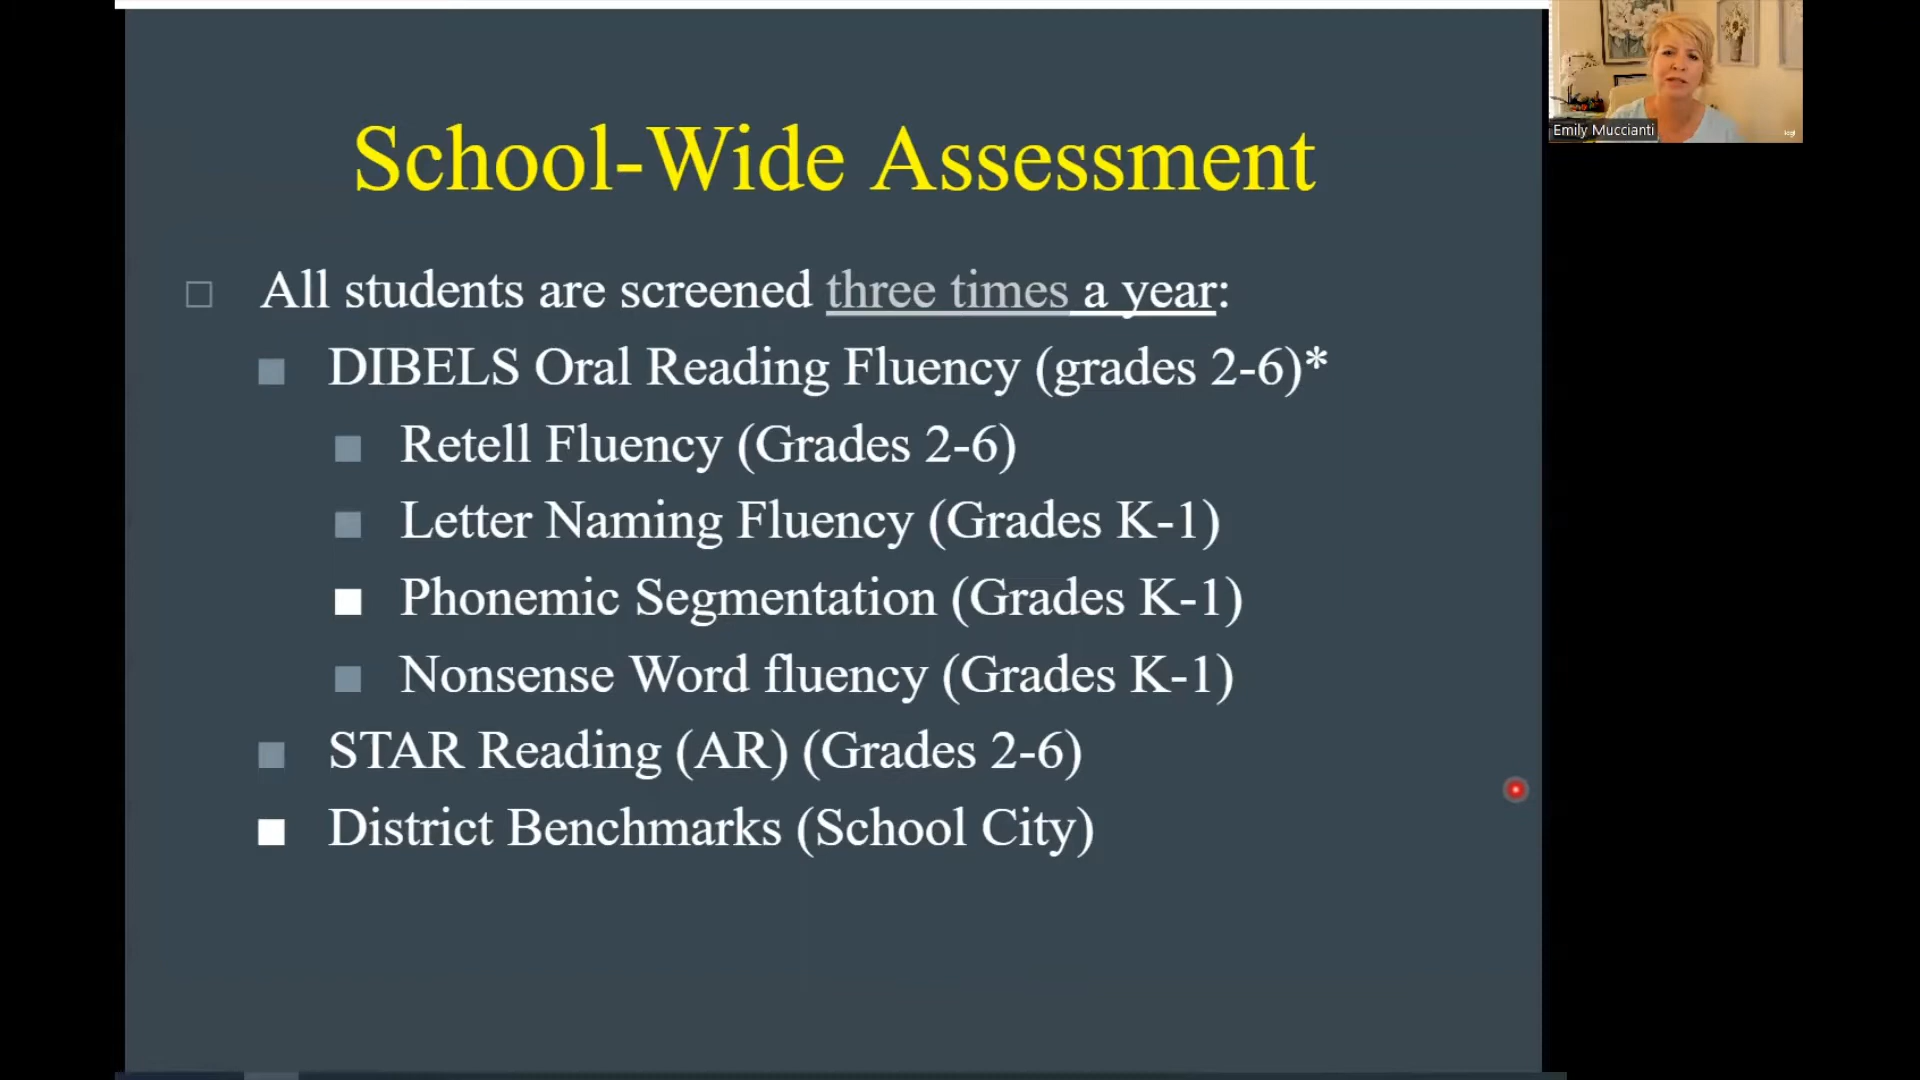 School-Wide Assessment
All students are screened three times a year:
DIBELS Oral Reading Fluency (grades 2-6)*
Retell Fluency (Grades 2-6)
Letter Naming Fluency (Grades K-1)
Phonemic Segmentation (Grades K-1)
Nonsense Word fluency (Grades K-1)
STAR Reading (AR) (Grades 2-6)
District Benchmarks (School City)
Emily Muccianti